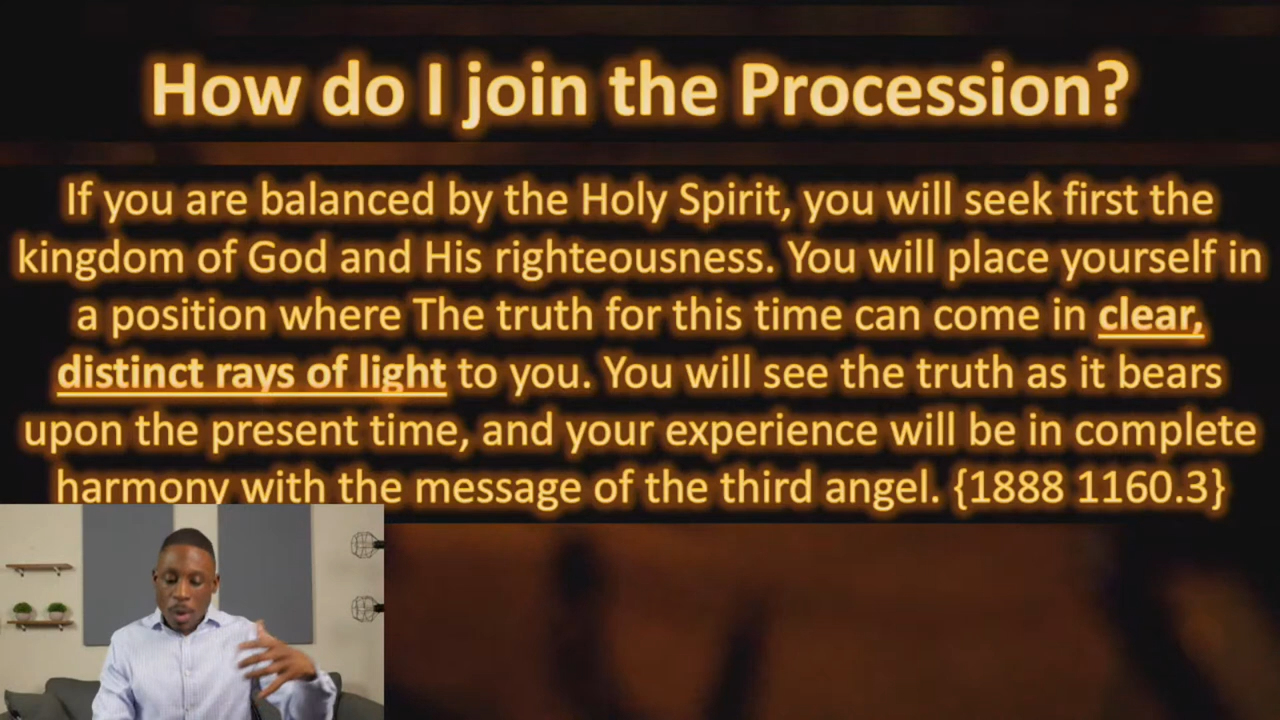 How do I join the Procession?
If you are balanced by the Holy Spirit, you will seek first the
kingdom of God and His righteousness. You will place yourself in
a position where The truth for this time can come in clear,
distinct rays of light to you. You will see the truth as it bears
upon the present time, and your experience will be in complete
harmony with the message of the third angel. {1888 1160.3}